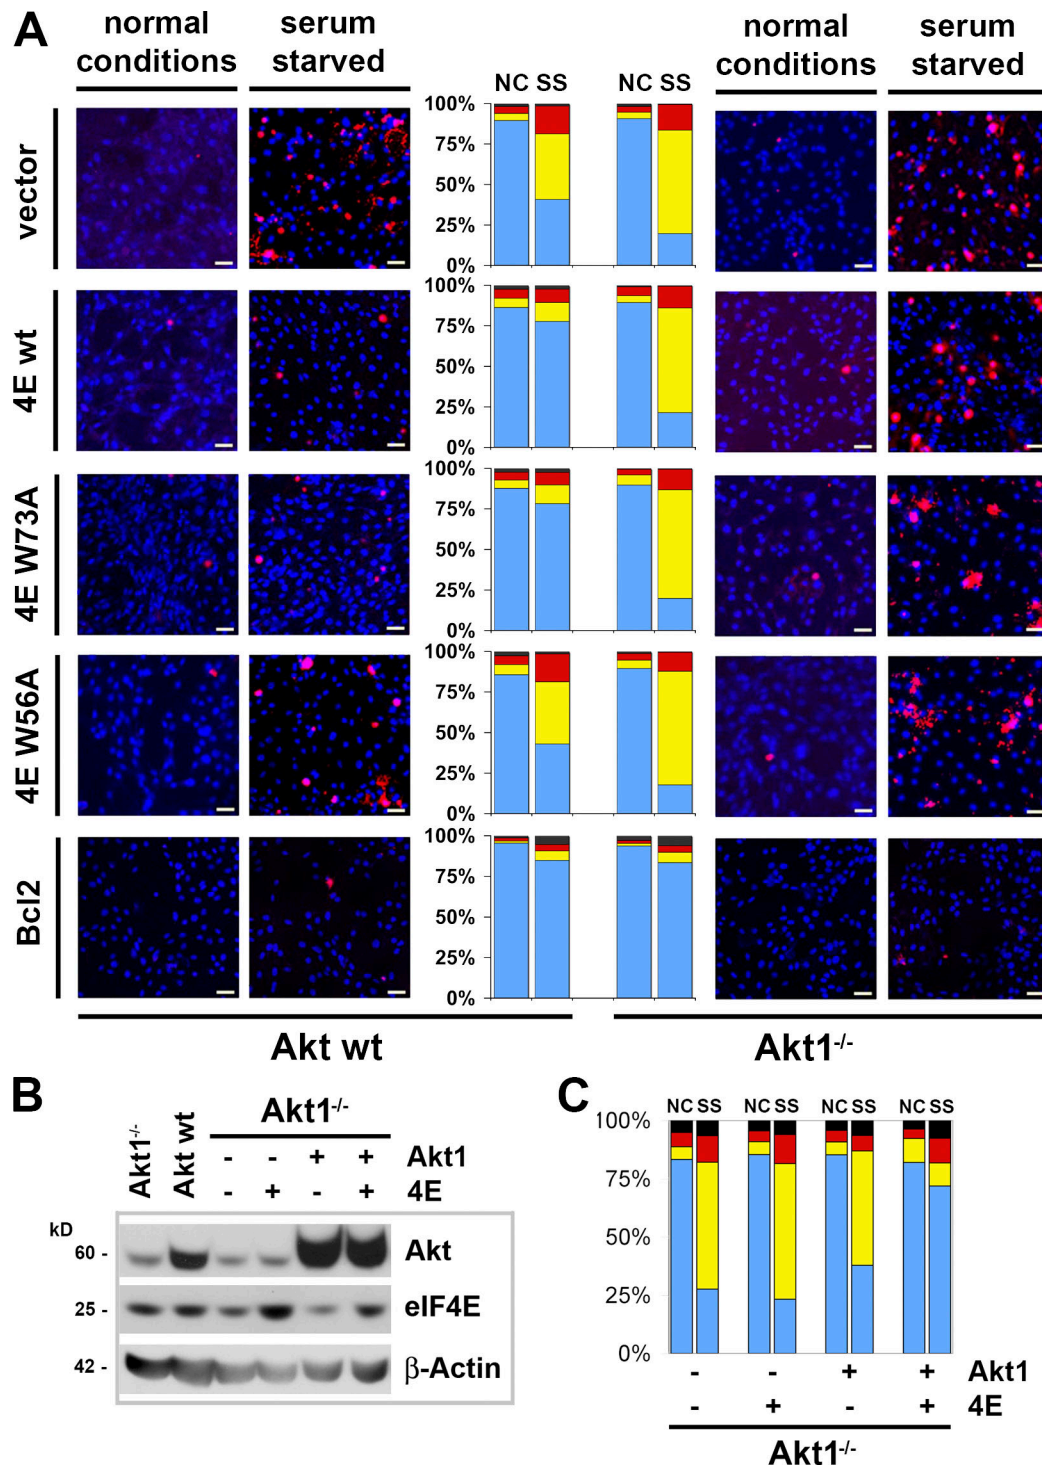 A
normal conditions
serum starved
normal conditions
serum starved
NC SS
NC SS
vector
100%
75%
50%
25%
0%
4E wt
100%
75%
50%
25%
0%
4E W73A
100%
75%
50%
25%
0%
4E W56A
100%
75%
50%
25%
0%
Bcl2
100%
75%
50%
25%
0%
Akt wt
Akt1-/-
B
Akt1-/-
Akt wt
Akt1-/-
- - + + Akt1
- + - + 4E
kD
60 - Akt
25 - eIF4E
42 - β-Actin
C
NC SS NC SS NC SS NC SS
100%
75%
50%
25%
0%
- - + + Akt1
- + - + 4E
Akt1-/-